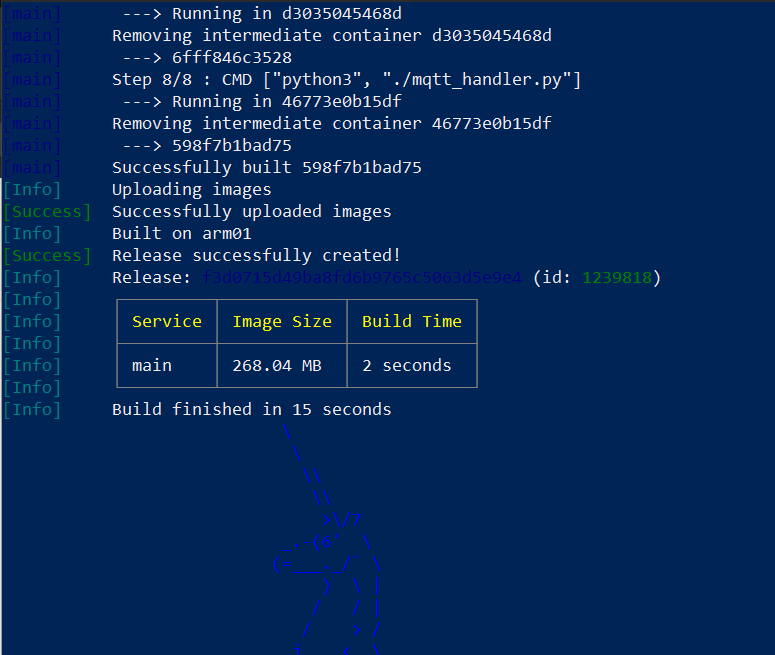 [main]     ---> Running in d3035045468d
[main]    Removing intermediate container d3035045468d
[main]     ---> 6fff846c3528
[main]    Step 8/8 : CMD ["python3", "./mqtt_handler.py"]
[main]     ---> Running in 46773e0b15df
[main]    Removing intermediate container 46773e0b15df
[main]     ---> 598f7b1bad75
[main]    Successfully built 598f7b1bad75
[Info]    Uploading images
[Success] Successfully uploaded images
[Info]    Built on arm01
[Success] Release successfully created!
[Info]    Release: f3d0715d49ba8fd6b9765c5063d5e9e4 (id: 1239818)
[Info]
[Info]    Service Image Size Build Time
[Info]
[Info]    main 268.04 MB 2 seconds
[Info]
[Info]    Build finished in 15 seconds